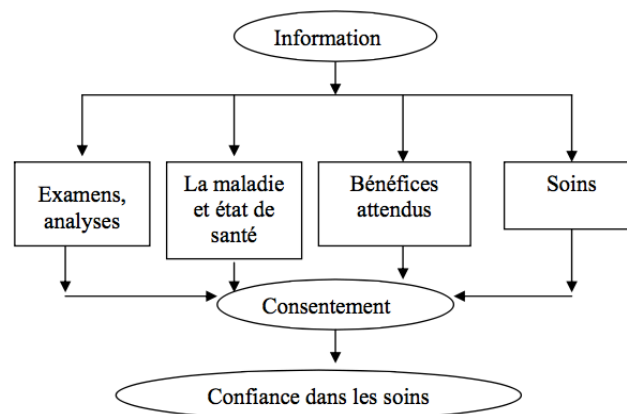 Information
Examens,
analyses
La maladie
et état de
santé
Bénéfices
attendus
Soins
Consentement
Confiance dans les soins